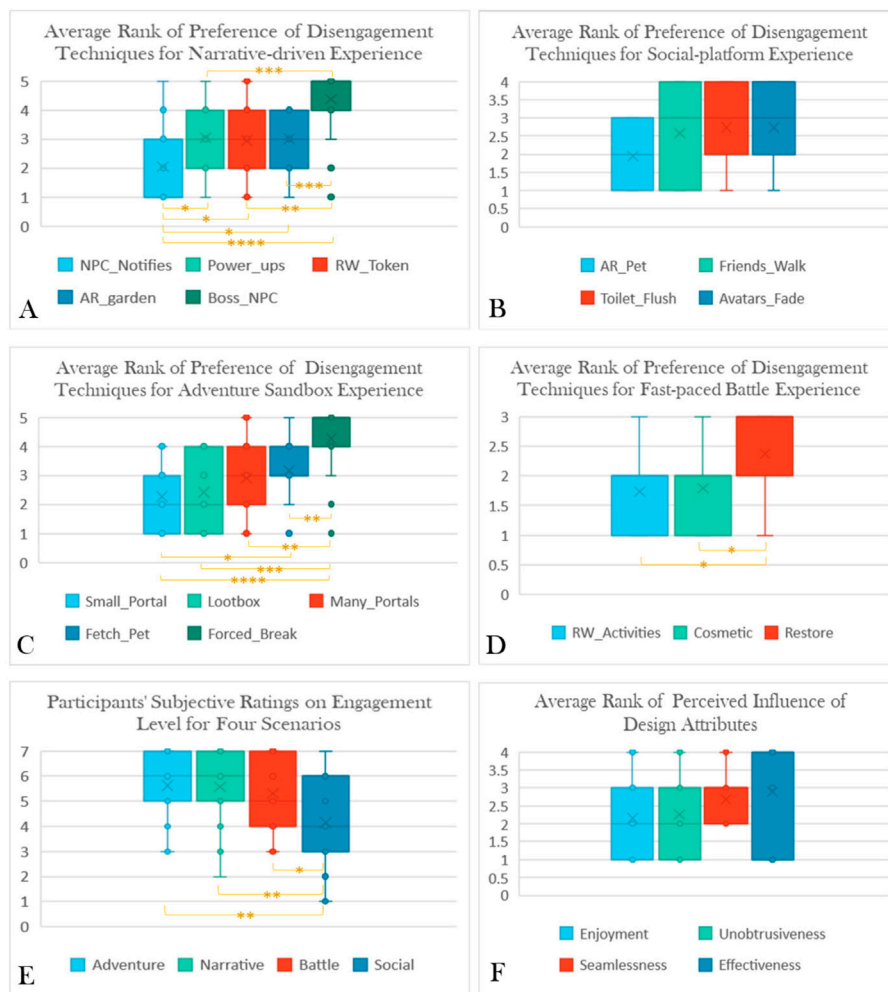 Average Rank of Preference of Disengagement
Techniques for Narrative-driven Experience
5
4
3
2
1
0
***
***
*
**
*
*
****
NPC_Notifies
Power_ups
RW_Token
AR_garden
Boss_NPC
A
Average Rank of Preference of Disengagement
Techniques for Social-platform Experience
4
3.5
3
2.5
2
1.5
1
0.5
0
AR_Pet
Friends_Walk
Toilet_Flush
Avatars_Fade
B
Average Rank of Preference of Disengagement
Techniques for Adventure Sandbox Experience
5
4
3
2
1
0
**
**
*
***
****
Small_Portal
Lootbox
Many_Portals
Fetch_Pet
Forced_Break
C
Average Rank of Preference of Disengagement
Techniques for Fast-paced Battle Experience
3
2.5
2
1.5
1
0.5
0
*
*
RW_Activities
Cosmetic
Restore
D
Participants' Subjective Ratings on Engagement
Level for Four Scenarios
7
6
5
4
3
2
1
0
*
**
**
Adventure
Narrative
Battle
Social
E
Average Rank of Perceived Influence of
Design Attributes
4
3.5
3
2.5
2
1.5
1
0.5
0
Enjoyment
Unobtrusiveness
Seamlessness
Effectiveness
F